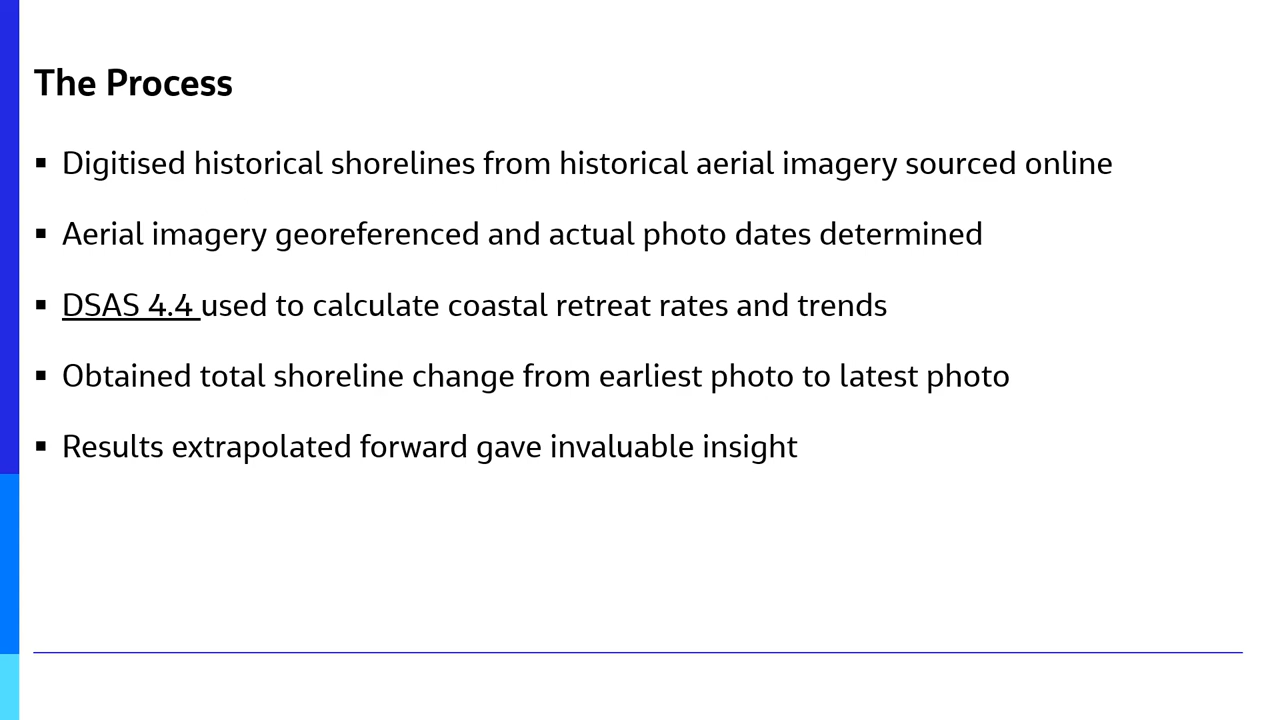 The Process
▪ Digitised historical shorelines from historical aerial imagery sourced online
▪ Aerial imagery georeferenced and actual photo dates determined
▪ DSAS 4.4 used to calculate coastal retreat rates and trends
▪ Obtained total shoreline change from earliest photo to latest photo
▪ Results extrapolated forward gave invaluable insight